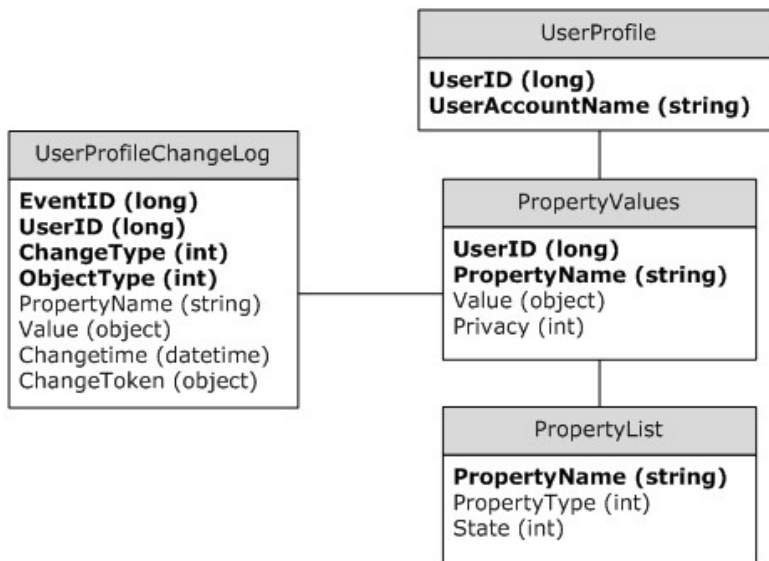 UserProfile
UserID (long)
UserAccountName (string)
UserProfileChangeLog
EventID (long)
UserID (long)
ChangeType (int)
ObjectType (int)
PropertyName (string)
Value (object)
Changetime (datetime)
ChangeToken (object)
PropertyValues
UserID (long)
PropertyName (string)
Value (object)
Privacy (int)
PropertyList
PropertyName (string)
PropertyType (int)
State (int)